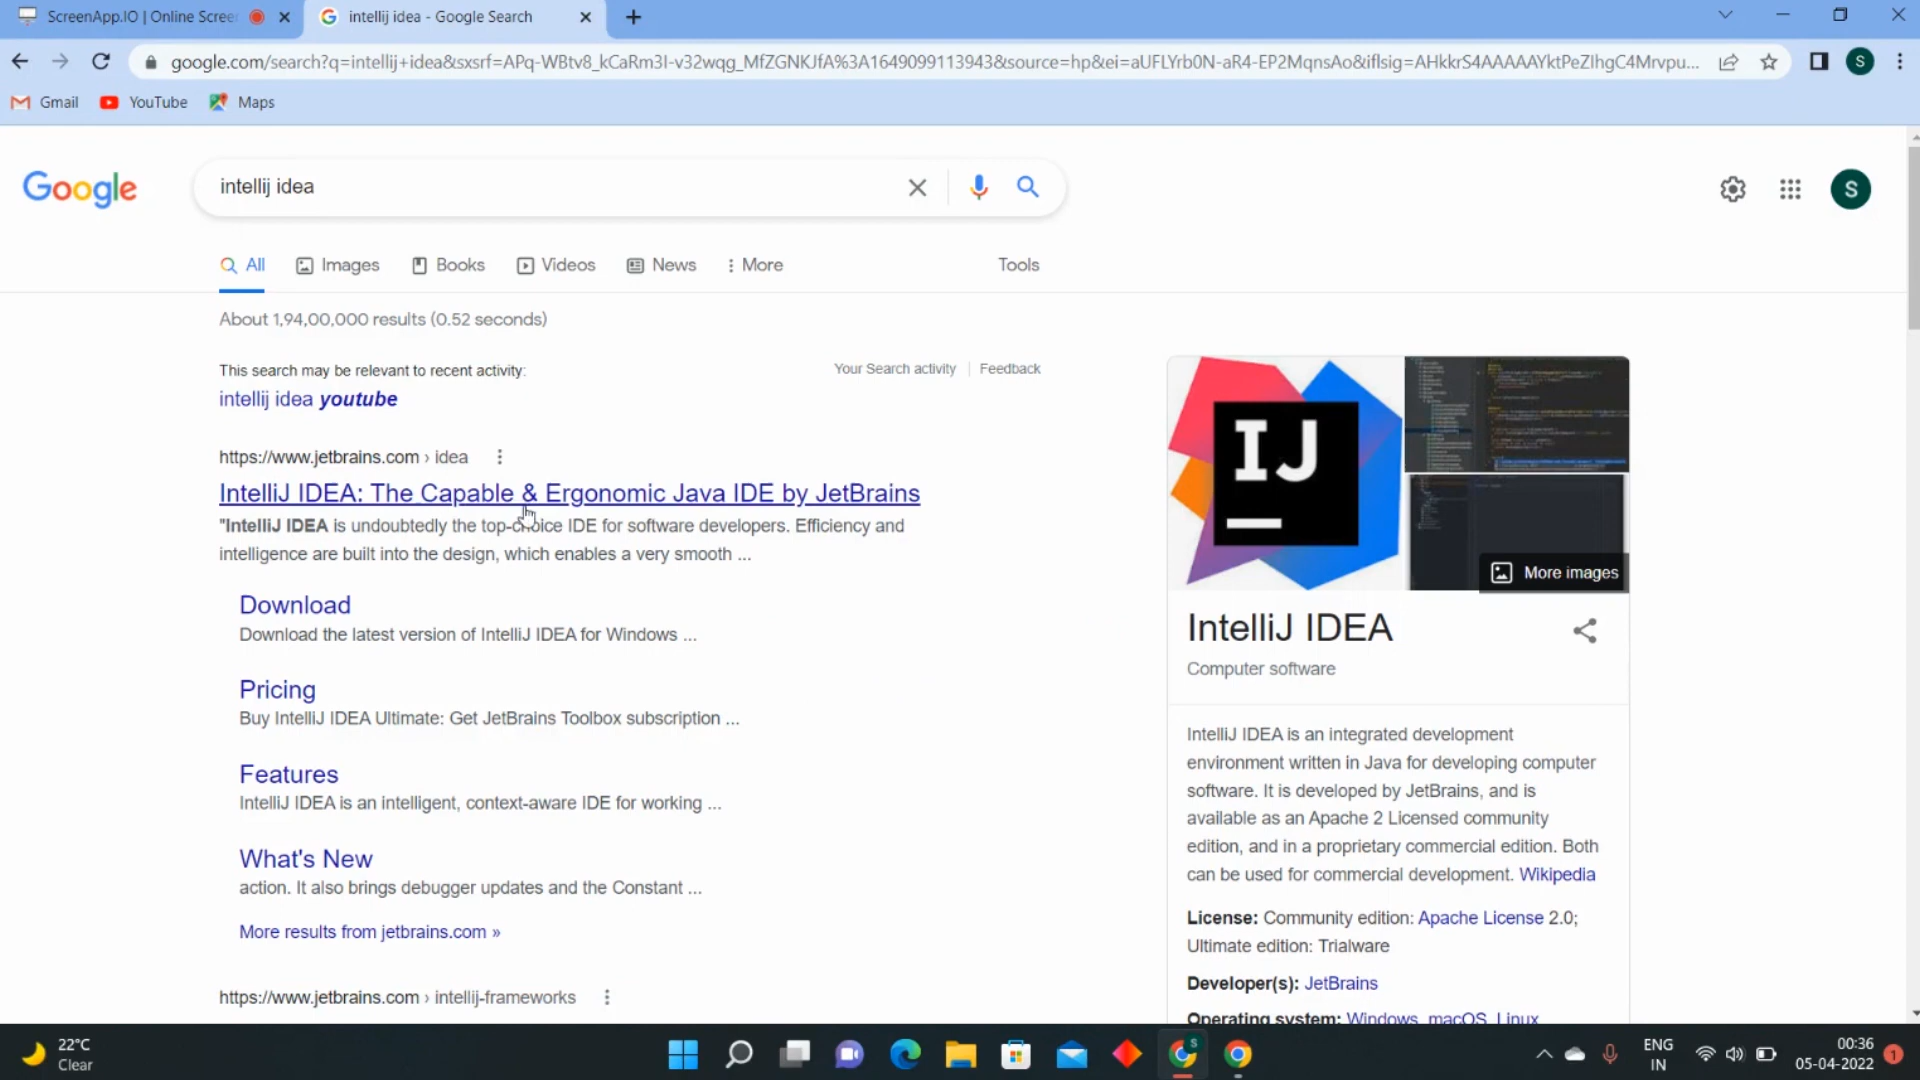 ScreenApp.IO | Online Scree
intellij idea - Google Search
google.com/search?q=intellij+idea&sxsrf=APq-WBtv8_kCaRm3I-v32wqg_MfZGNKJfA%3A1649099113943&source=hp&ei=aUFLYrb0N-aR4-EP2MqnsAo&iflsig=AHkkrS4AAAAAYktPeZIhgC4Mrvpu...
S
Gmail
YouTube
Maps
Google
intellij idea
S
All
Images
Books
Videos
News
More
Tools
About 1,94,00,000 results (0.52 seconds)
This search may be relevant to recent activity:
Your Search activity
Feedback
intellij idea youtube
https://www.jetbrains.com › idea
IntelliJ IDEA: The Capable & Ergonomic Java IDE by JetBrains
"IntelliJ IDEA is undoubtedly the top-choice IDE for software developers. Efficiency and
intelligence are built into the design, which enables a very smooth ...
Download
Download the latest version of IntelliJ IDEA for Windows ...
Pricing
Buy IntelliJ IDEA Ultimate: Get JetBrains Toolbox subscription ...
Features
IntelliJ IDEA is an intelligent, context-aware IDE for working ...
What's New
action. It also brings debugger updates and the Constant ...
More results from jetbrains.com »
https://www.jetbrains.com › intellij-frameworks
IJ
More images
IntelliJ IDEA
Computer software
IntelliJ IDEA is an integrated development
environment written in Java for developing computer
software. It is developed by JetBrains, and is
available as an Apache 2 Licensed community
edition, and in a proprietary commercial edition. Both
can be used for commercial development. Wikipedia
License: Community edition: Apache License 2.0;
Ultimate edition: Trialware
Developer(s): JetBrains
Operating system: Windows, macOS, Linux
22°C
Clear
S
ENG
IN
00:36
05-04-2022
1